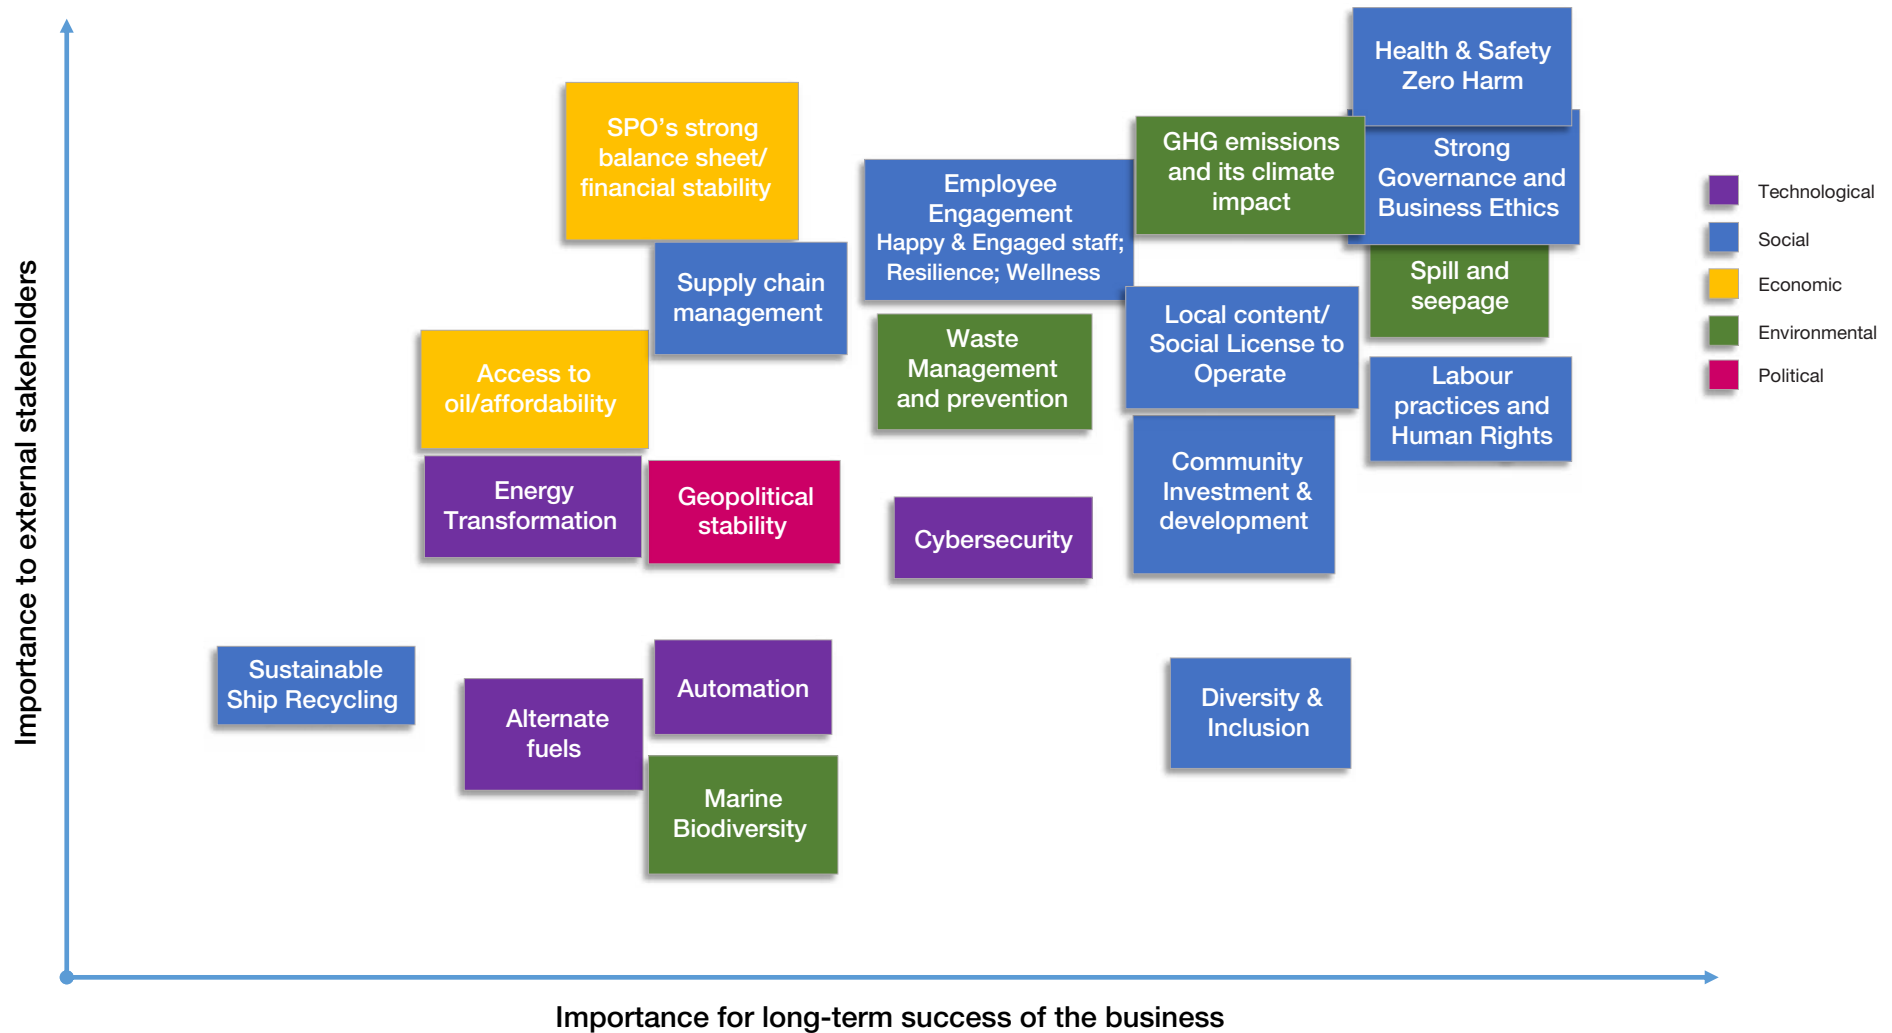 Importance to external stakeholders
Health & Safety
Zero Harm
SPO's strong
balance sheet/
financial stability
GHG emissions
and its climate
impact
Strong
Governance and
Business Ethics
Employee
Engagement
Happy & Engaged staff;
Resilience; Wellness
Supply chain
management
Spill and
seepage
Local content/
Social License to
Operate
Waste
Management
and prevention
Access to
oil/affordability
Labour
practices and
Human Rights
Community
Investment &
development
Energy
Transformation
Geopolitical
stability
Cybersecurity
Sustainable
Ship Recycling
Alternate
fuels
Automation
Diversity &
Inclusion
Marine
Biodiversity
Technological
Social
Economic
Environmental
Political
Importance for long-term success of the business